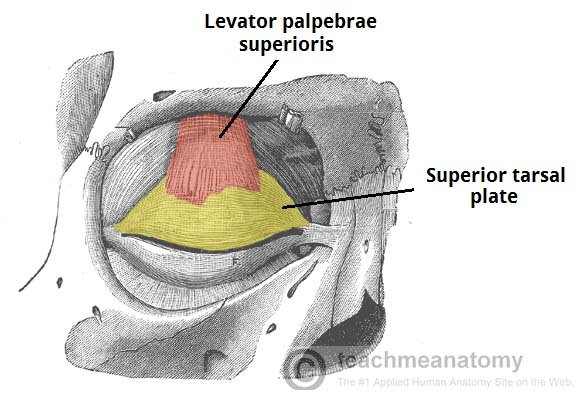 Levator palpebrae
superioris
Superior tarsal
plate
F.
© teachmeanatomy
The #1 Applied Human Anatomy Site on the Web.